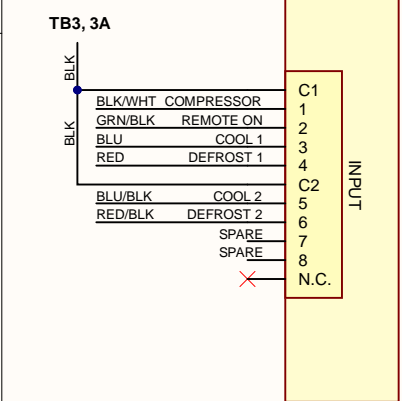 TB3, 3A
BLK
C1
BLK/WHT COMPRESSOR 1
GRN/BLK REMOTE ON 2
BLK
BLU COOL 1 3
RED DEFROST 1 4
C2
INPUT
BLU/BLK COOL 2 5
RED/BLK DEFROST 2 6
SPARE 7
SPARE 8
N.C.